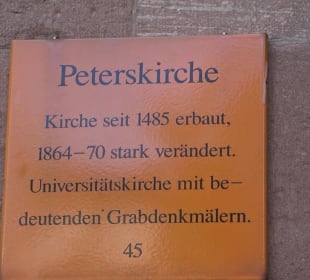 Peterskirche
Kirche seit 1485 erbaut,
1864-70 stark verändert.
Universitätskirche mit be-
deutenden Grabdenkmälern.
45